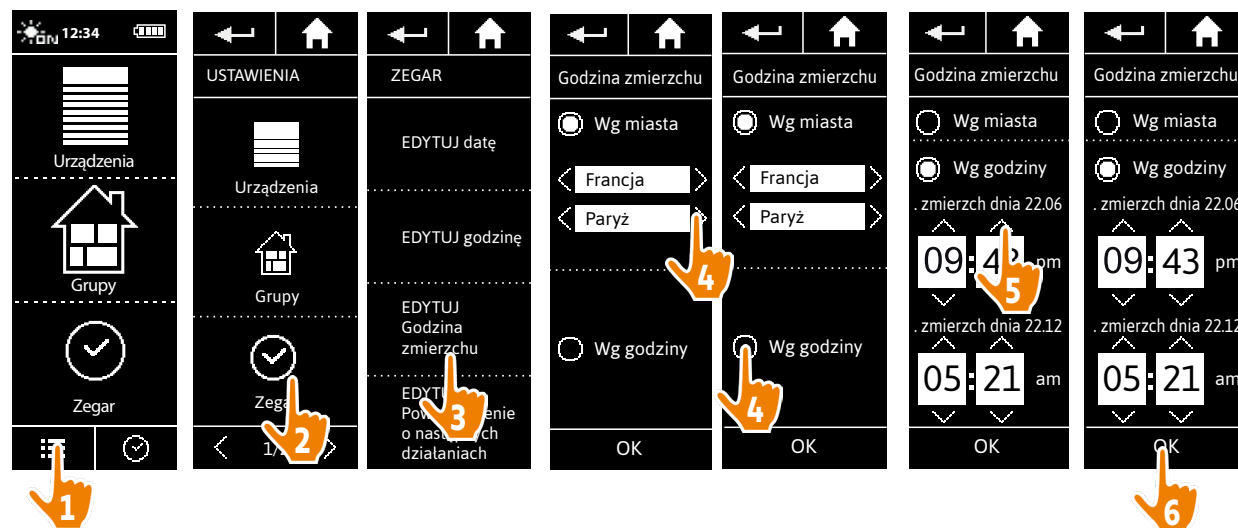 ON 12:34
Urządzenia
Grupy
Zegar
1
USTAWIENIA
Urządzenia
Grupy
Zega
1/
2
ZEGAR
EDYTUJ datę
EDYTUJ godzinę
EDYTUJ
Godzina
zmierzchu
3
o
działaniach
Godzina zmierzchu
Wg miasta
Francja
Paryż
4
Wg godziny
OK
Godzina zmierzchu
Wg miasta
Francja
Paryż
Wg godziny
4
OK
Godzina zmierzchu
Wg miasta
Wg godziny
. zmierzch dnia 22.06
09: pm
5
. zmierzch dnia 22.12
05:21 am
OK
Godzina zmierzchu
Wg miasta
Wg godziny
. zmierzch dnia 22.06
09:43 pm
. zmierzch dnia 22.12
05:21 am
OK
6